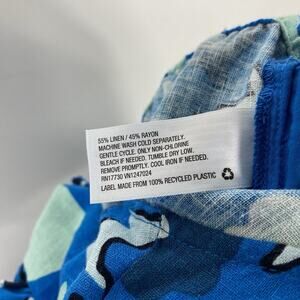 55% LINEN / 45% RAYON
MACHINE WASH COLD SEPARATELY.
GENTLE CYCLE. ONLY NON-CHLORINE
BLEACH IF NEEDED. TUMBLE DRY LOW.
REMOVE PROMPTLY. COOL IRON IF NEEDED.
RN17730 VN1247024
LABEL MADE FROM 100% RECYCLED PLASTIC